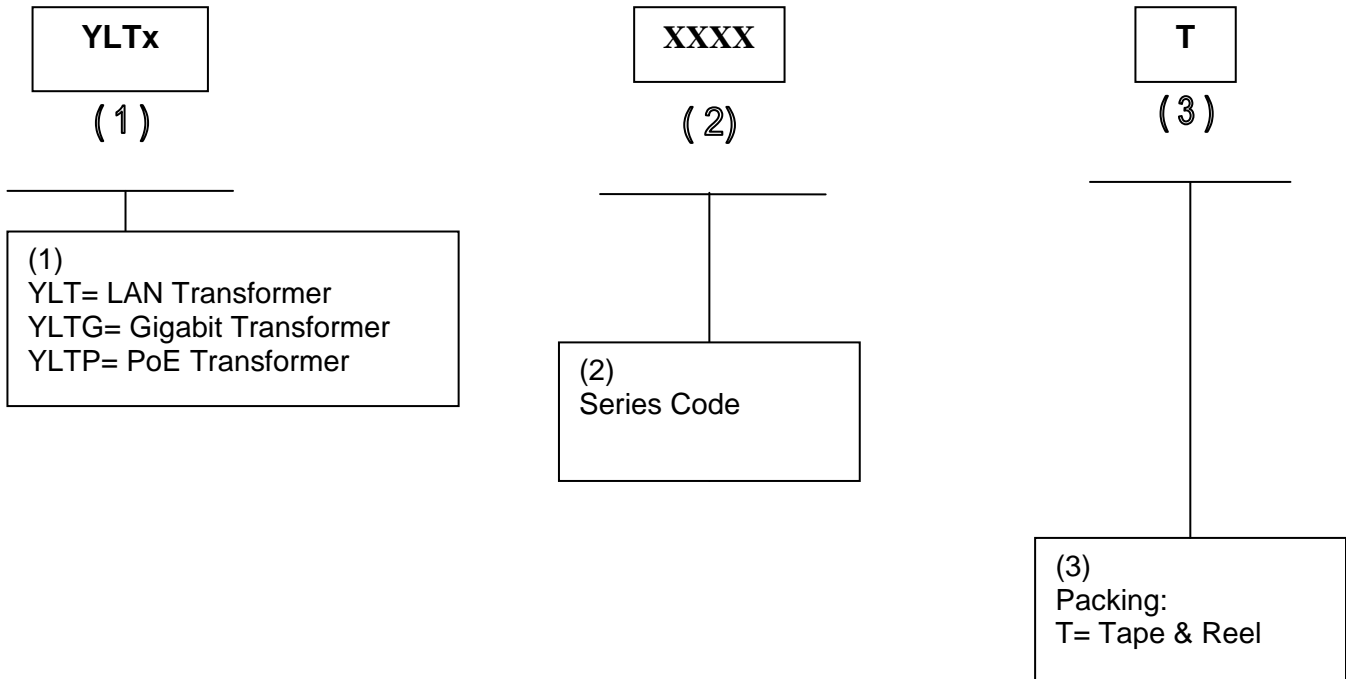 YLTx
XXXX
T
(1)
(2)
(3)
(1)
YLT= LAN Transformer
YLTG= Gigabit Transformer
YLTP= PoE Transformer
(2)
Series Code
(3)
Packing:
T= Tape & Reel